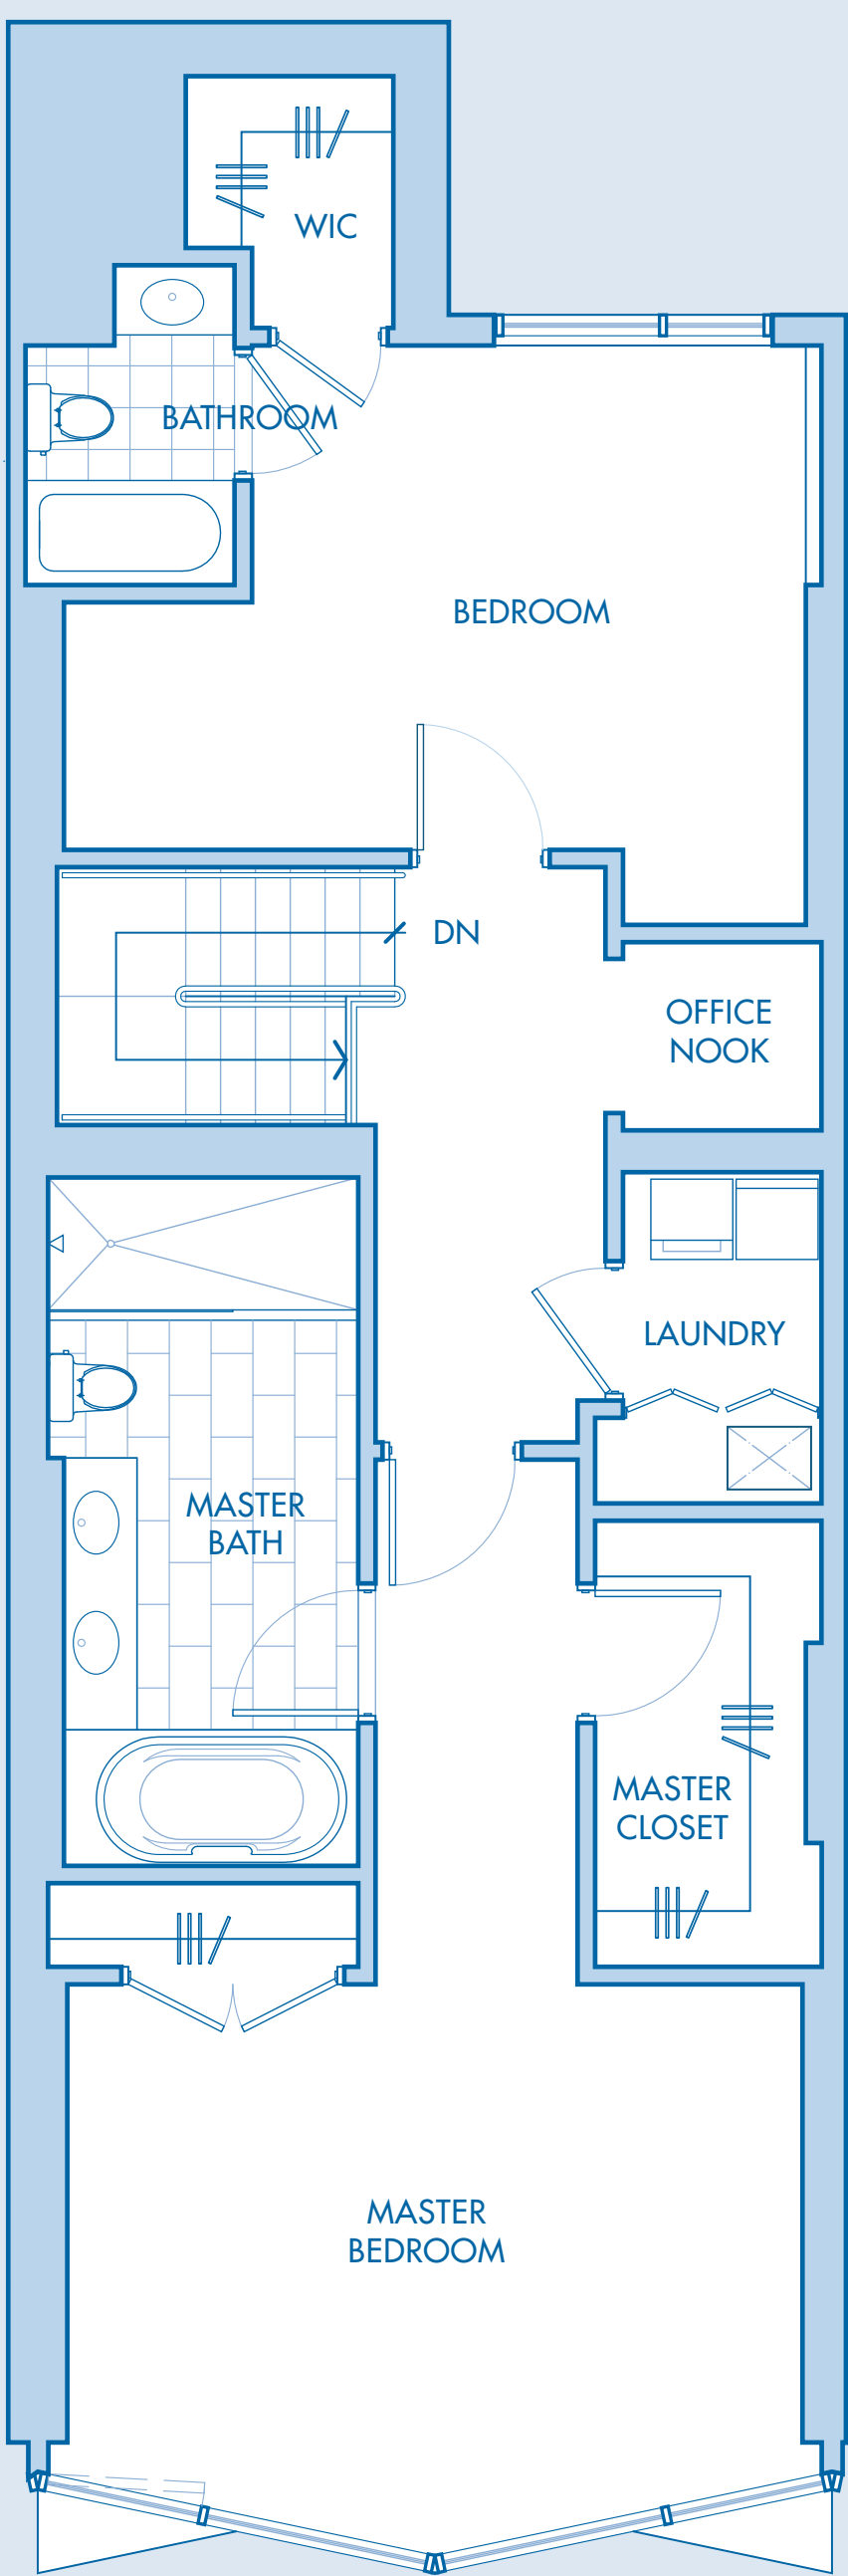 WIC
BATHROOM
BEDROOM
DN
OFFICE
NOOK
LAUNDRY
MASTER
BATH
MASTER
CLOSET
MASTER
BEDROOM